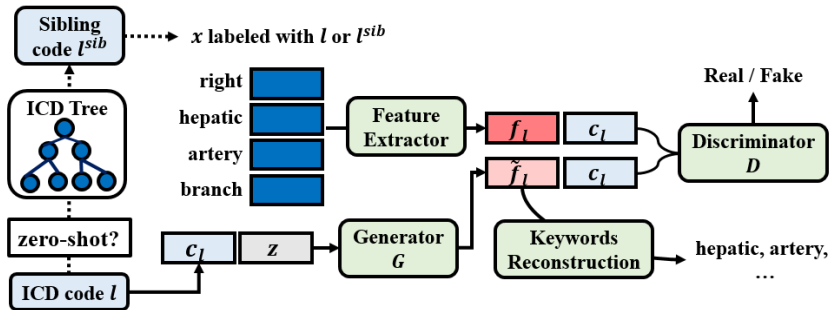 Sibling
code l^sib
x labeled with l or l^sib
ICD Tree
zero-shot?
ICD code l
right
hepatic
artery
branch
Feature
Extractor
f_l
c_l
f̃_l
c_l
Real / Fake
Discriminator
D
c_l
z
Generator
G
Keywords
Reconstruction
hepatic, artery,
...